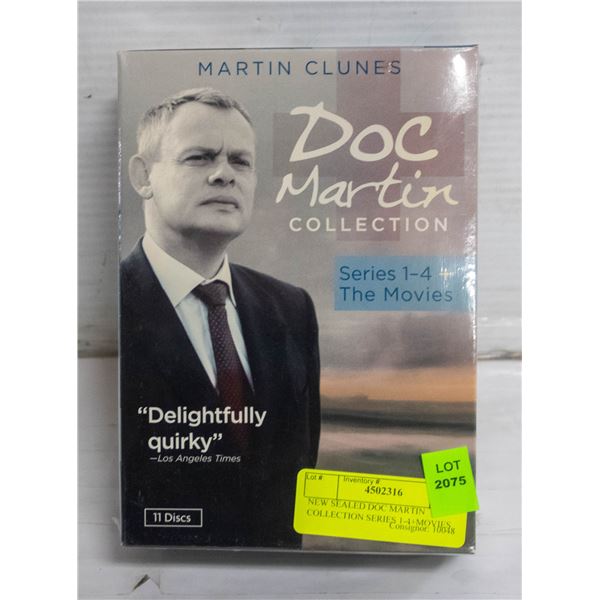 MARTIN CLUNES
Doc
Martin
COLLECTION
Series 1–4 +
The Movies
“Delightfully
quirky”
—Los Angeles Times
11 Discs
LOT
2075
Lot #
Inventory #
4502316
NEW SEALED DOC MARTIN
COLLECTION SERIES 1-4+MOVIES
Consignor: 10048